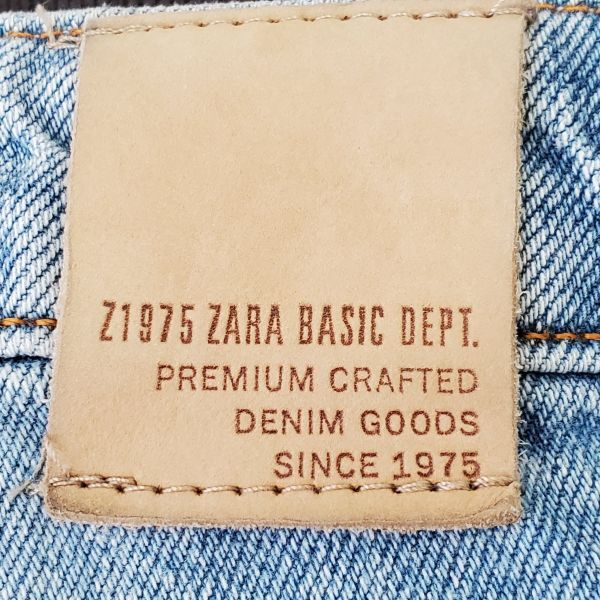 Z1975 ZARA BASIC DEPT.
PREMIUM CRAFTED
DENIM GOODS
SINCE 1975